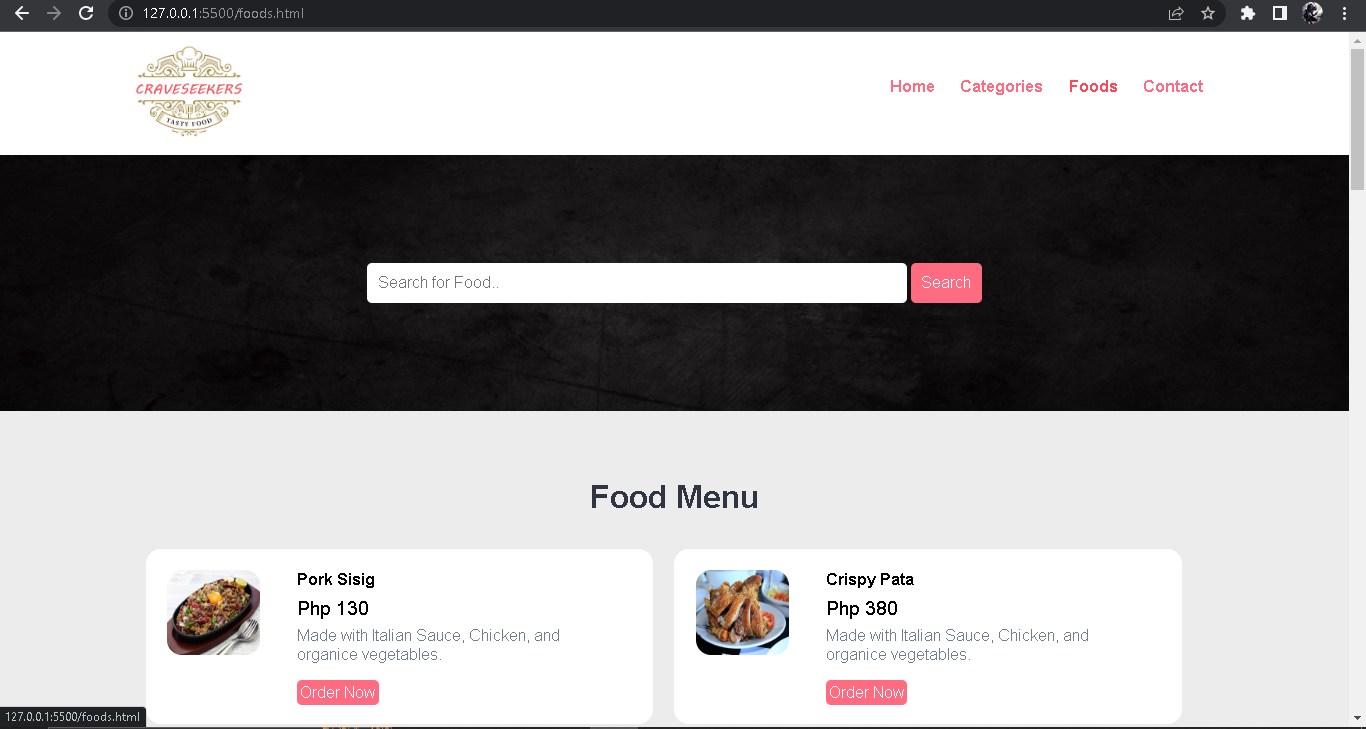 127.0.0.1:5500/foods.html
CRAVESEEKERS
TASTY FOOD
Home Categories Foods Contact
Search for Food.. Search
Food Menu
Pork Sisig
Php 130
Made with Italian Sauce, Chicken, and
organice vegetables.
Order Now
Crispy Pata
Php 380
Made with Italian Sauce, Chicken, and
organice vegetables.
Order Now
127.0.0.1:5500/foods.html